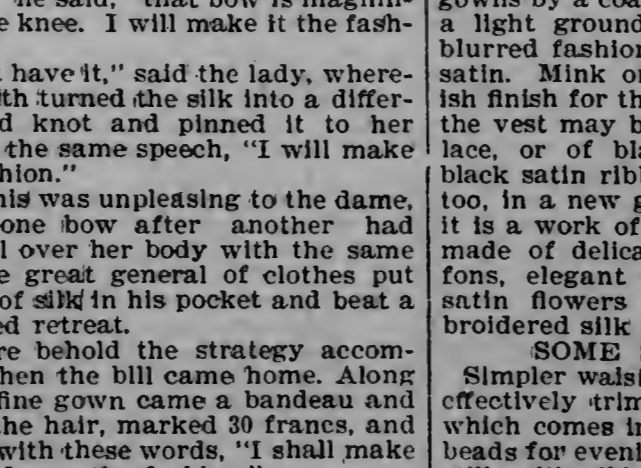 he said, "that bow is magnifi-
e knee. I will make it the fash-
have it," said the lady, where-
th turned the silk into a differ-
d knot and pinned it to her
the same speech, "I will make
hion."
his was unpleasing to the dame,
one bow after another had
l over her body with the same
e great general of clothes put
of silk in his pocket and beat a
ed retreat.
re behold the strategy accom-
hen the bill came home. Along
fine gown came a bandeau and
he hair, marked 30 francs, and
with these words, "I shall make
gowns by a coa
a light ground
blurred fashion
satin. Mink or
ish finish for th
the vest may b
lace, or of bla
black satin ribb
too, in a new g
it is a work of
made of delica
fons, elegant
satin flowers
broidered silk
SOME
Simpler waist
effectively trim
which comes in
beads for eveni